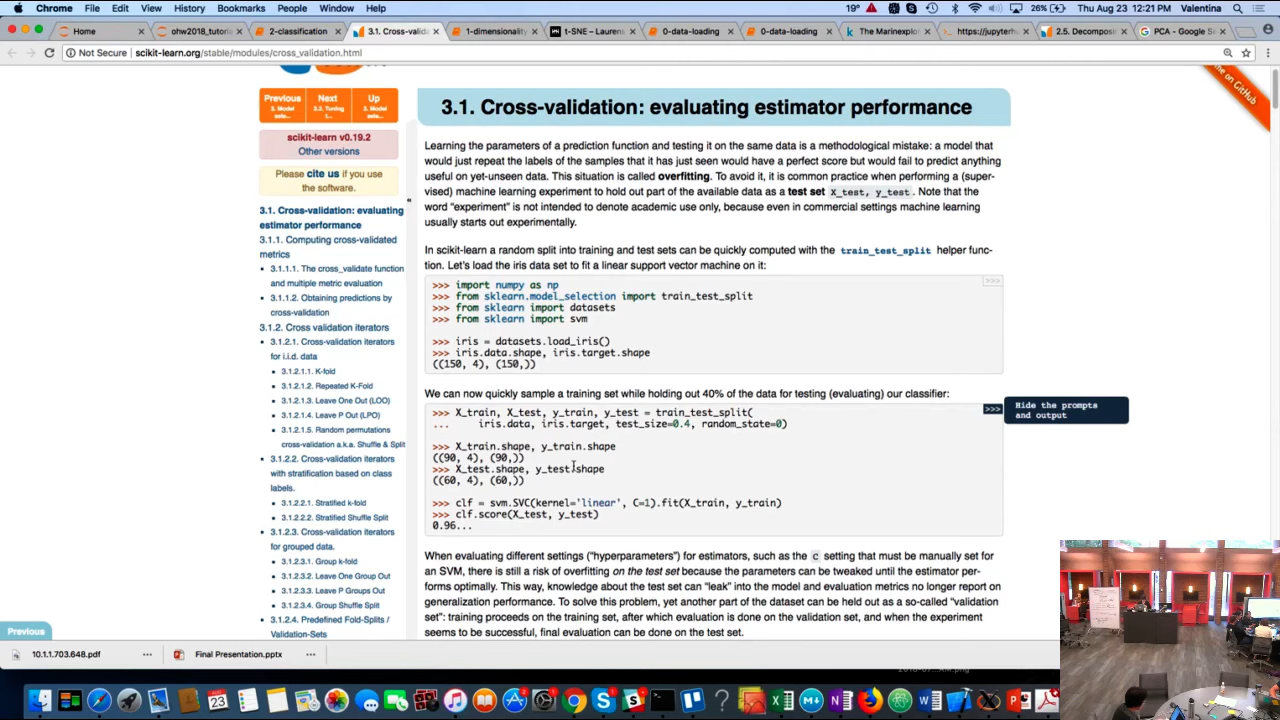 Chrome File Edit View History Bookmarks People Window Help 19° 26% Thu Aug 23 12:21 PM Valentina
Home ohw2018_tutoria 2-classification 3.1. Cross-valida 1-dimensionality t-SNE – Laurens 0-data-loading 0-data-loading The Marinexplor https://jupyterhu 2.5. Decompos PCA - Google Se
Not Secure scikit-learn.org/stable/modules/cross_validation.html
Previous Next Up
3. Model sele... 3.2. Tuning t... 3. Model sele...
scikit-learn v0.19.2
Other versions
Please cite us if you use
the software.
3.1. Cross-validation: evaluating
estimator performance
3.1.1. Computing cross-validated
metrics
3.1.1.1. The cross_validate function
and multiple metric evaluation
3.1.1.2. Obtaining predictions by
cross-validation
3.1.2. Cross validation iterators
3.1.2.1. Cross-validation iterators
for i.i.d. data
3.1.2.1.1. K-fold
3.1.2.1.2. Repeated K-Fold
3.1.2.1.3. Leave One Out (LOO)
3.1.2.1.4. Leave P Out (LPO)
3.1.2.1.5. Random permutations
cross-validation a.k.a. Shuffle & Split
3.1.2.2. Cross-validation iterators
with stratification based on class
labels.
3.1.2.2.1. Stratified k-fold
3.1.2.2.2. Stratified Shuffle Split
3.1.2.3. Cross-validation iterators
for grouped data.
3.1.2.3.1. Group k-fold
3.1.2.3.2. Leave One Group Out
3.1.2.3.3. Leave P Groups Out
3.1.2.3.4. Group Shuffle Split
3.1.2.4. Predefined Fold-Splits /
Validation-Sets
Previous
3.1. Cross-validation: evaluating estimator performance
me on GitHub
Learning the parameters of a prediction function and testing it on the same data is a methodological mistake: a model that
would just repeat the labels of the samples that it has just seen would have a perfect score but would fail to predict anything
useful on yet-unseen data. This situation is called overfitting. To avoid it, it is common practice when performing a (super-
vised) machine learning experiment to hold out part of the available data as a test set X_test, y_test. Note that the
word “experiment” is not intended to denote academic use only, because even in commercial settings machine learning
usually starts out experimentally.
In scikit-learn a random split into training and test sets can be quickly computed with the train_test_split helper func-
tion. Let’s load the iris data set to fit a linear support vector machine on it:
>>>
>>> import numpy as np
>>> from sklearn.model_selection import train_test_split
>>> from sklearn import datasets
>>> from sklearn import svm
>>> iris = datasets.load_iris()
>>> iris.data.shape, iris.target.shape
((150, 4), (150,))
We can now quickly sample a training set while holding out 40% of the data for testing (evaluating) our classifier:
>>> Hide the prompts
and output
>>> X_train, X_test, y_train, y_test = train_test_split(
... iris.data, iris.target, test_size=0.4, random_state=0)
>>> X_train.shape, y_train.shape
((90, 4), (90,))
>>> X_test.shape, y_test.shape
((60, 4), (60,))
>>> clf = svm.SVC(kernel='linear', C=1).fit(X_train, y_train)
>>> clf.score(X_test, y_test)
0.96...
When evaluating different settings (“hyperparameters”) for estimators, such as the C setting that must be manually set for
an SVM, there is still a risk of overfitting on the test set because the parameters can be tweaked until the estimator per-
forms optimally. This way, knowledge about the test set can “leak” into the model and evaluation metrics no longer report on
generalization performance. To solve this problem, yet another part of the dataset can be held out as a so-called “validation
set”: training proceeds on the training set, after which evaluation is done on the validation set, and when the experiment
seems to be successful, final evaluation can be done on the test set.
10.1.1.703.648.pdf Final Presentation.pptx